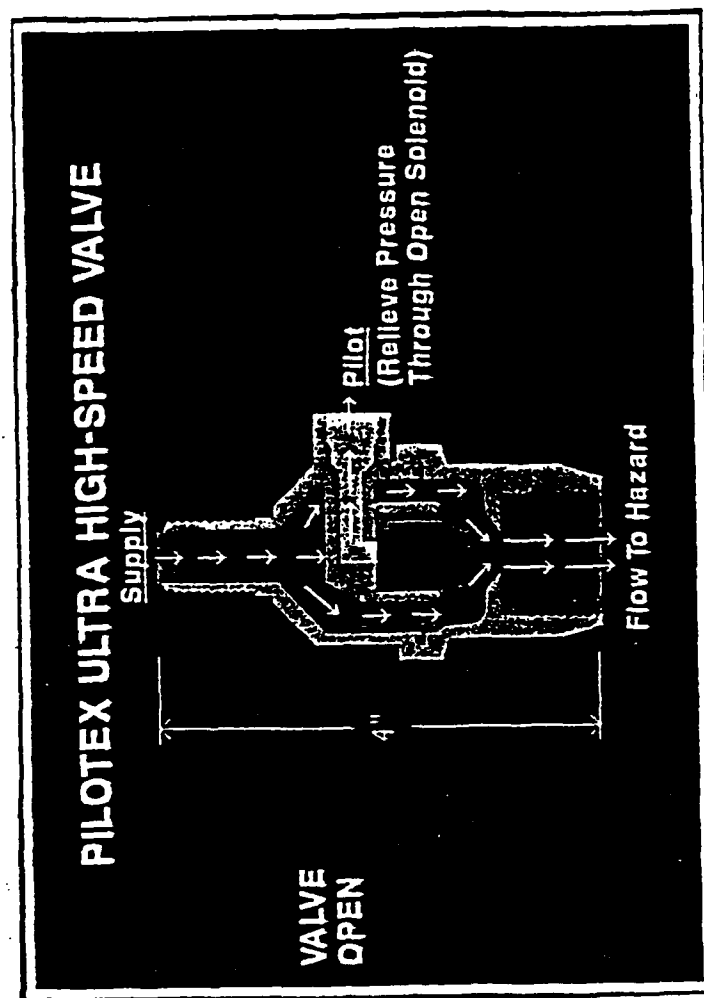 PILOTEX ULTRA HIGH-SPEED VALVE
Supply
VALVE
OPEN
4"
Pilot
(Relieve Pressure
Through Open Solenoid)
Flow To Hazard